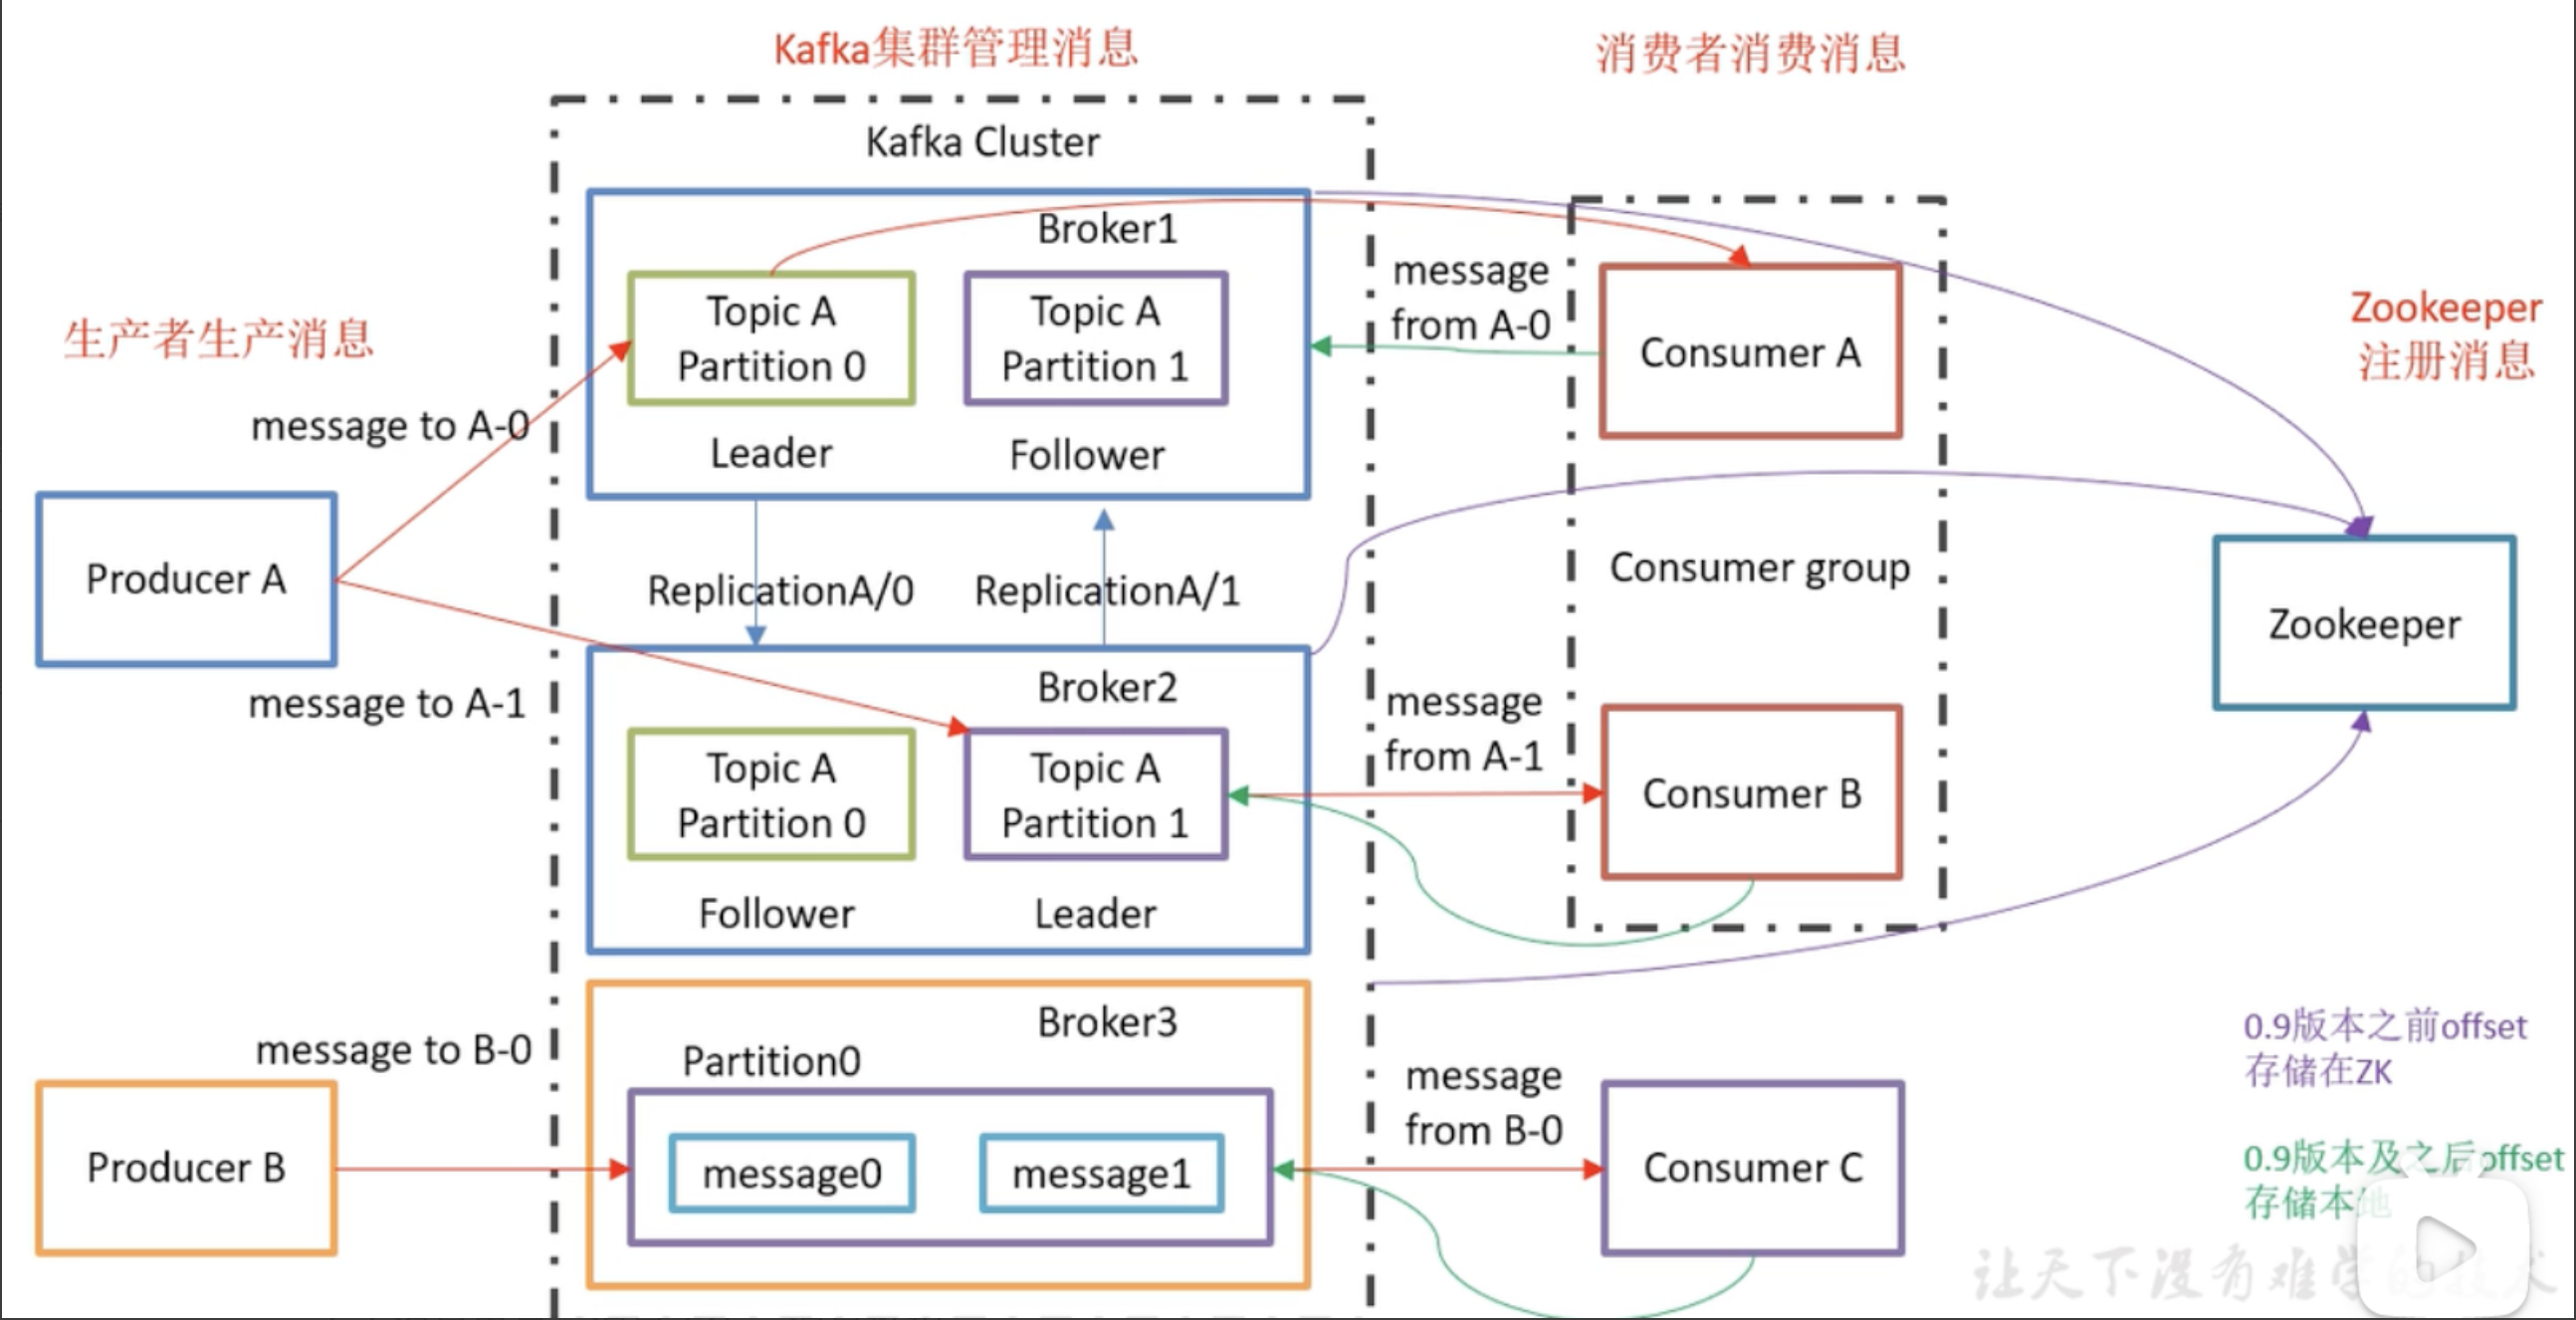 Kafka集群管理消息
消费者消费消息
Kafka Cluster
Broker1
Topic A
Partition 0
Topic A
Partition 1
Leader
Follower
message
from A-0
Consumer A
Zookeeper
注册消息
生产者生产消息
message to A-0
Producer A
message to A-1
ReplicationA/0
ReplicationA/1
Consumer group
Zookeeper
Broker2
Topic A
Partition 0
Topic A
Partition 1
Follower
Leader
message
from A-1
Consumer B
message to B-0
Producer B
Broker3
Partition0
message0
message1
message
from B-0
Consumer C
0.9版本之前offset
存储在ZK
0.9版本及之后offset
存储本地
让天下没有难学的技术